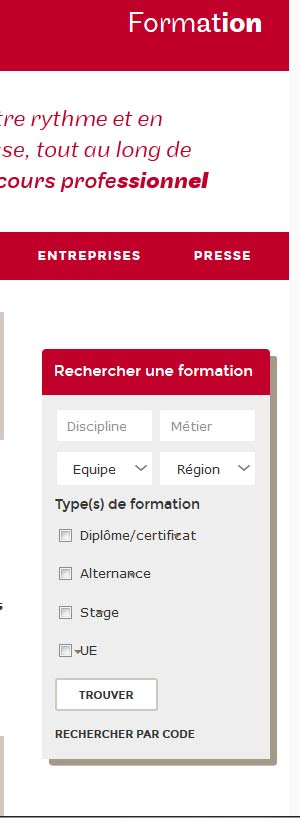 Formation
tre rythme et en
sse, tout au long de
cours professionnel
ENTREPRISES PRESSE
Rechercher une formation
Discipline Métier
Equipe Région
Type(s) de formation
Diplôme/certificat
Alternance
Stage
UE
TROUVER
RECHERCHER PAR CODE